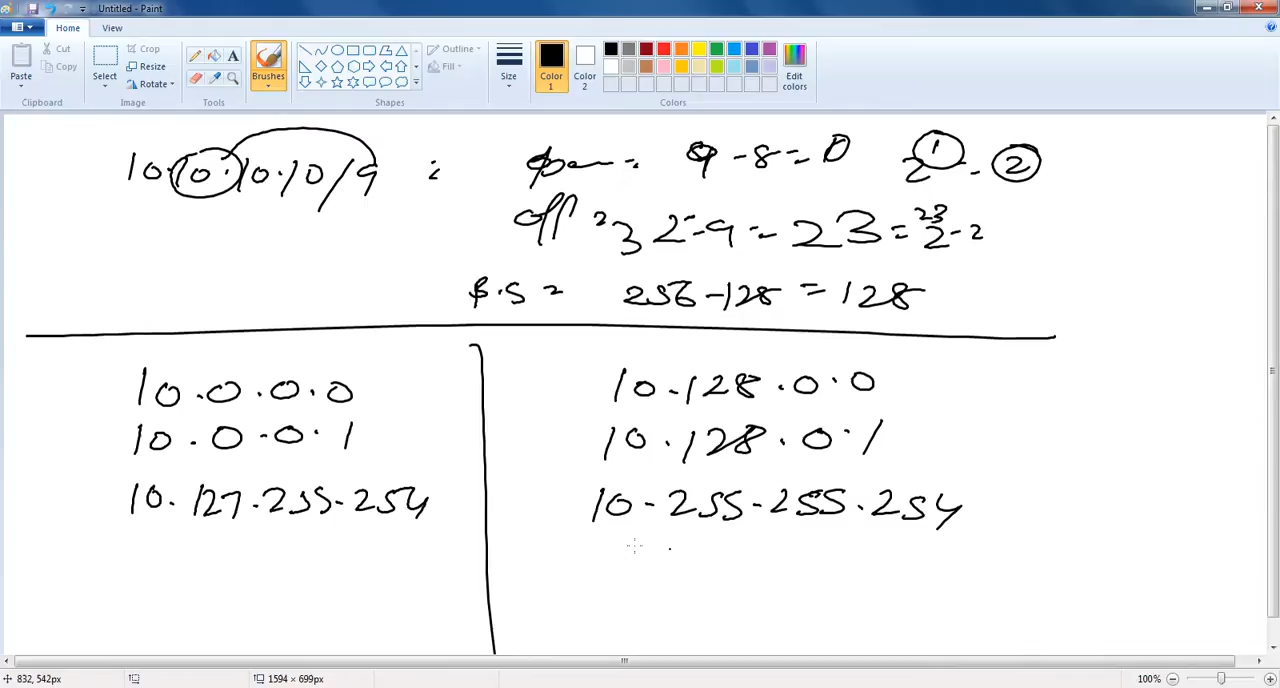 Untitled - Paint
Home View
Paste Cut Copy Clipboard
Select Crop Resize Rotate Image
Tools
Brushes
Shapes Outline Fill
Size
Color 1 Color 2 Edit colors Colors
10.10.10.10/9 :
9-8=0 2 1 = 2
off = 32-9=23= 2 23 -2
B.S = 256-128=128
10.0.0.0
10.0.0.1
10.127.255.254
10.128.0.0
10.128.0.1
10.255.255.254
832, 542px 1594 × 699px 100%